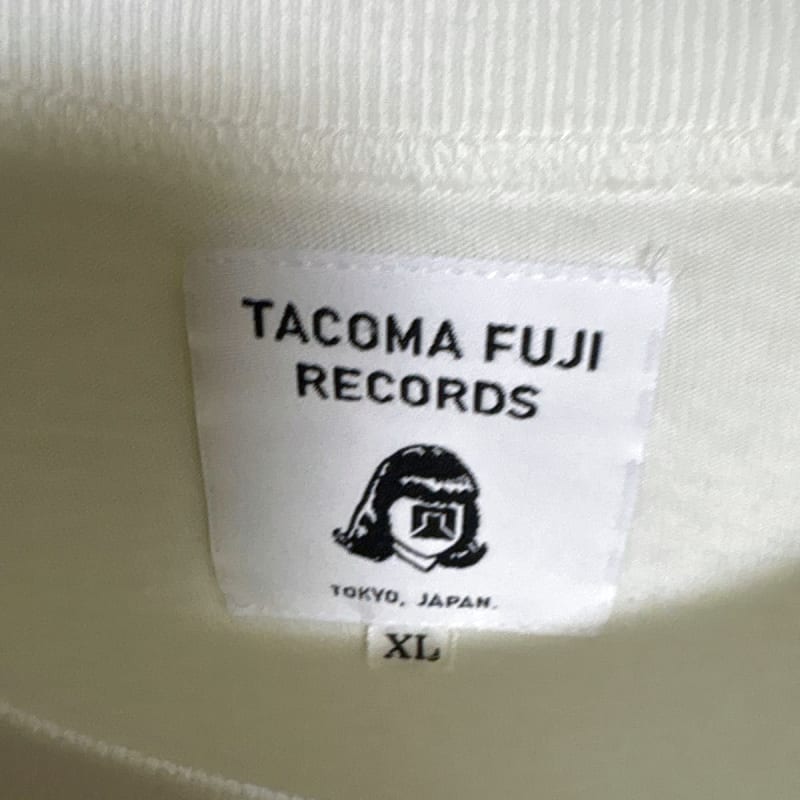 TACOMA FUJI
RECORDS
TOKYO, JAPAN.
XL